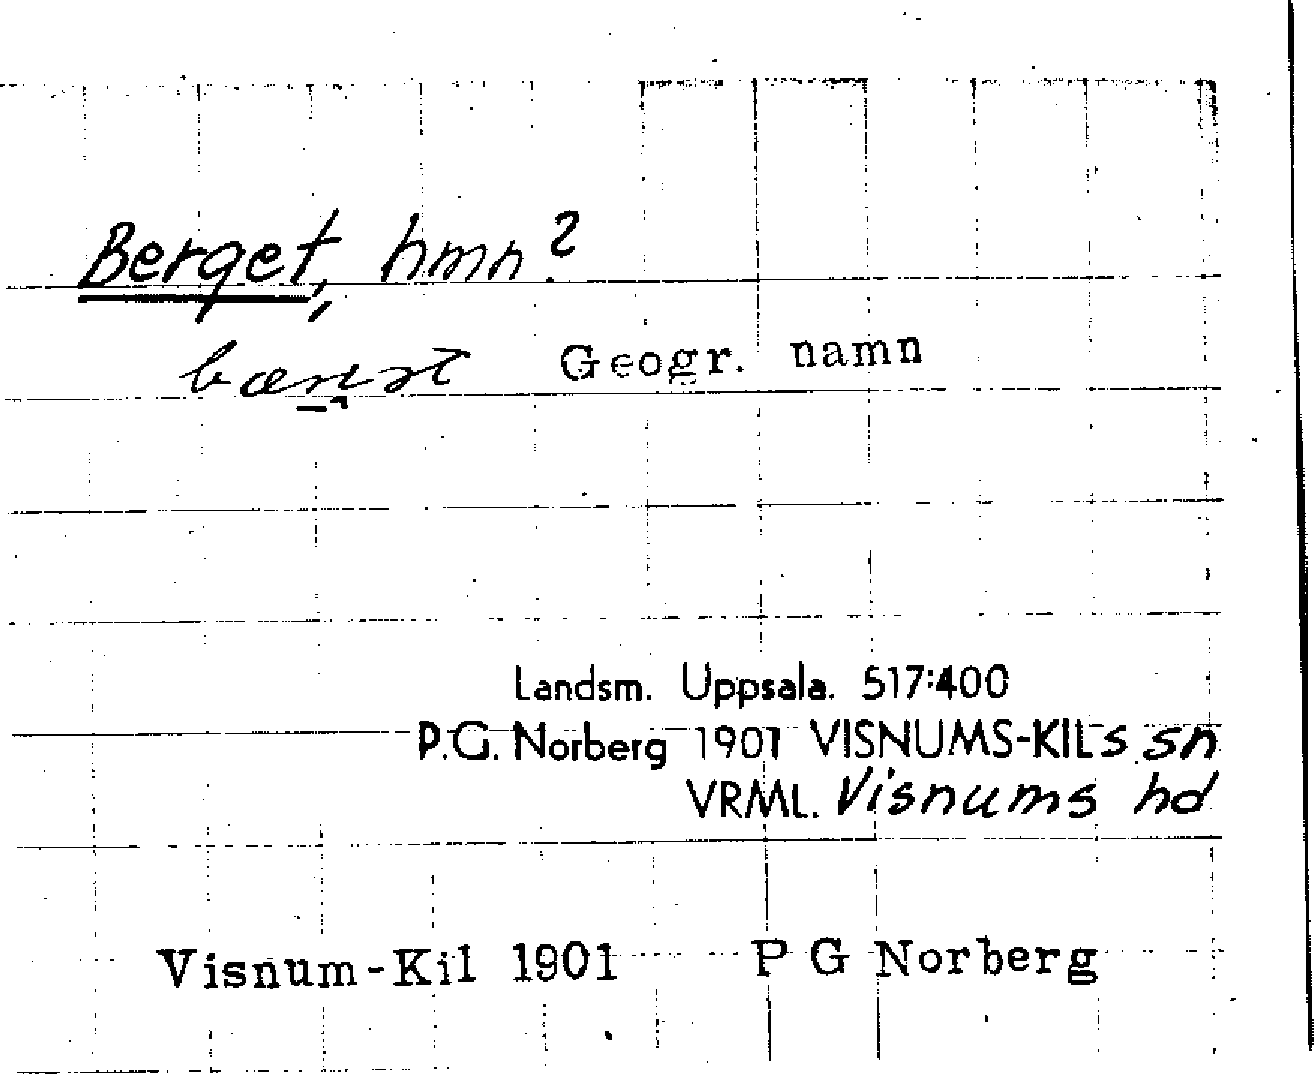 Berget, hmn?
Geogr. namn
Landsm. Uppsala. 517:400
P.G. Norberg 1901 VISNUMS-KILs sn
VRML. Visnums hd
Visnum-Kil 1901 P G Norberg